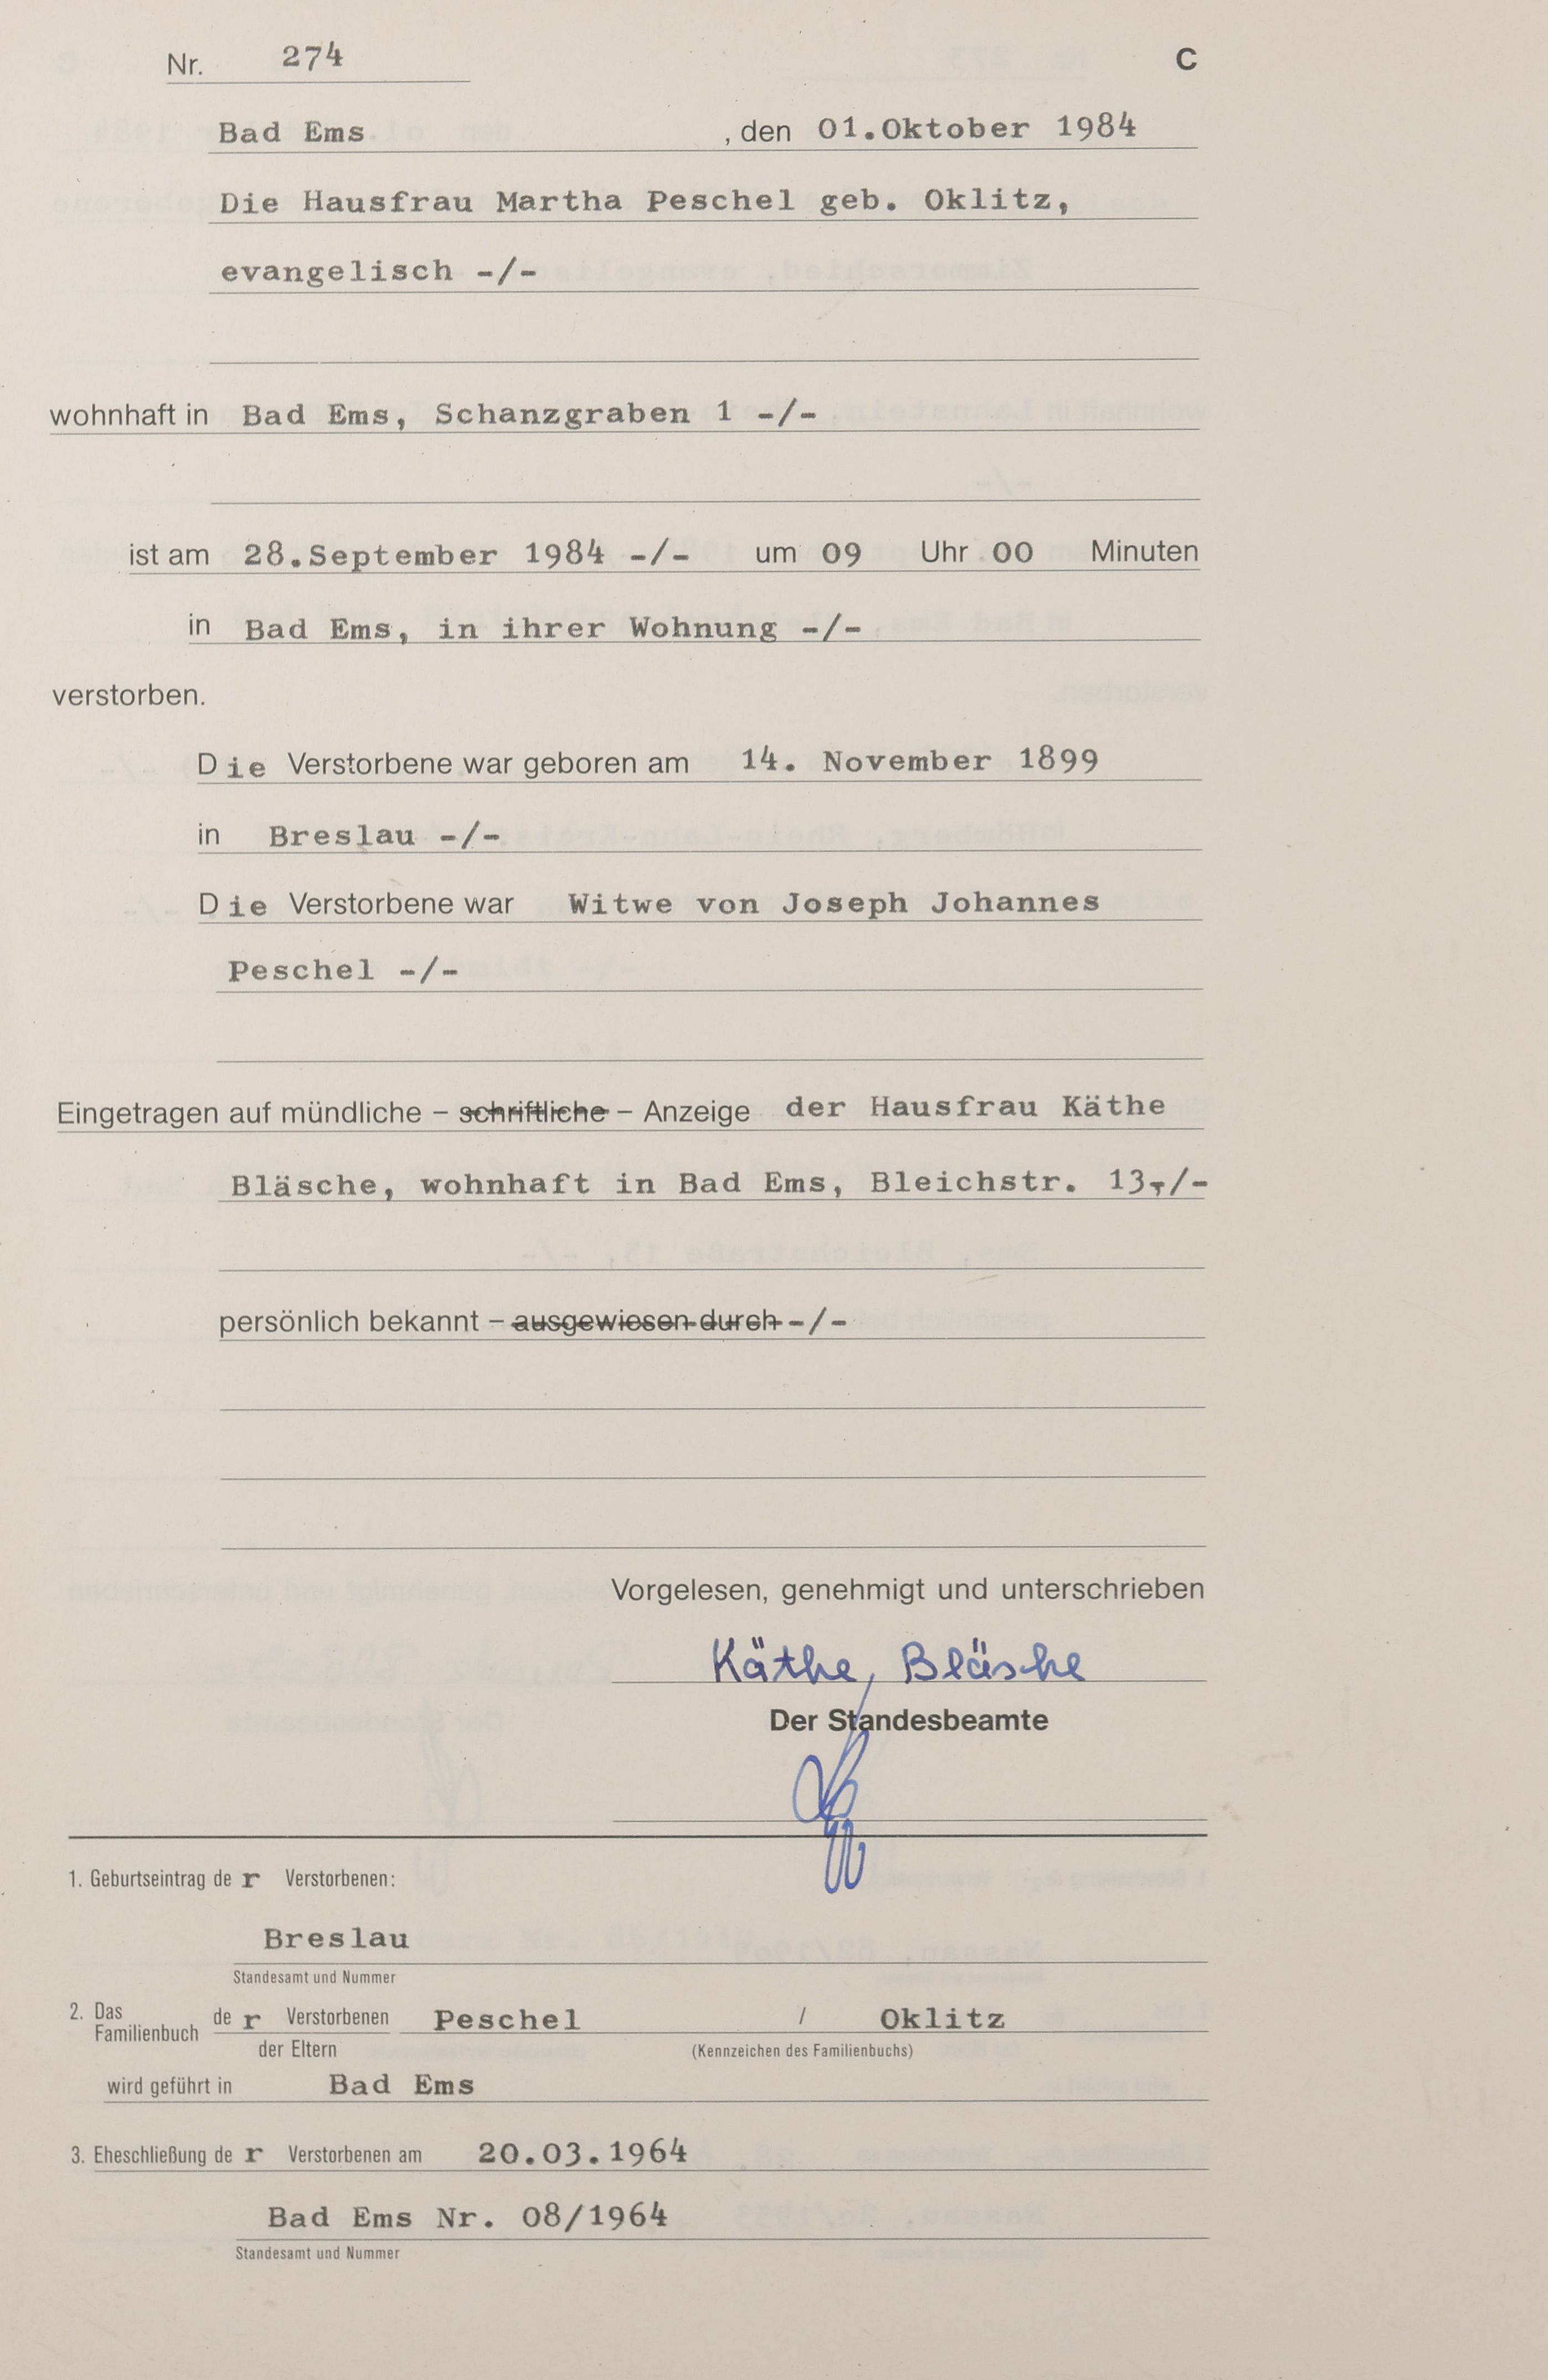 Nr. 274 C
Bad Ems , den 01.Oktober 1984
Die Hausfrau Martha Peschel geb. Oklitz,
evangelisch -/-
wohnhaft in Bad Ems, Schanzgraben 1 -/-
ist am 28.September 1984 -/- um 09 Uhr 00 Minuten
in Bad Ems, in ihrer Wohnung -/-
verstorben.
Die Verstorbene war geboren am 14. November 1899
in Breslau -/-
Die Verstorbene war Witwe von Joseph Johannes
Peschel -/-
Eingetragen auf mündliche – schriftliche – Anzeige der Hausfrau Käthe
Bläsche, wohnhaft in Bad Ems, Bleichstr. 13,-/-
persönlich bekannt – ausgewiesen durch -/-
Vorgelesen, genehmigt und unterschrieben
Käthe, Bläsche
Der Standesbeamte
1. Geburtseintrag de r Verstorbenen:
Breslau
Standesamt und Nummer
2. Das Familienbuch de r Verstorbenen Peschel / Oklitz
der Eltern (Kennzeichen des Familienbuchs)
wird geführt in Bad Ems
3. Eheschließung de r Verstorbenen am 20.03.1964
Bad Ems Nr. 08/1964
Standesamt und Nummer